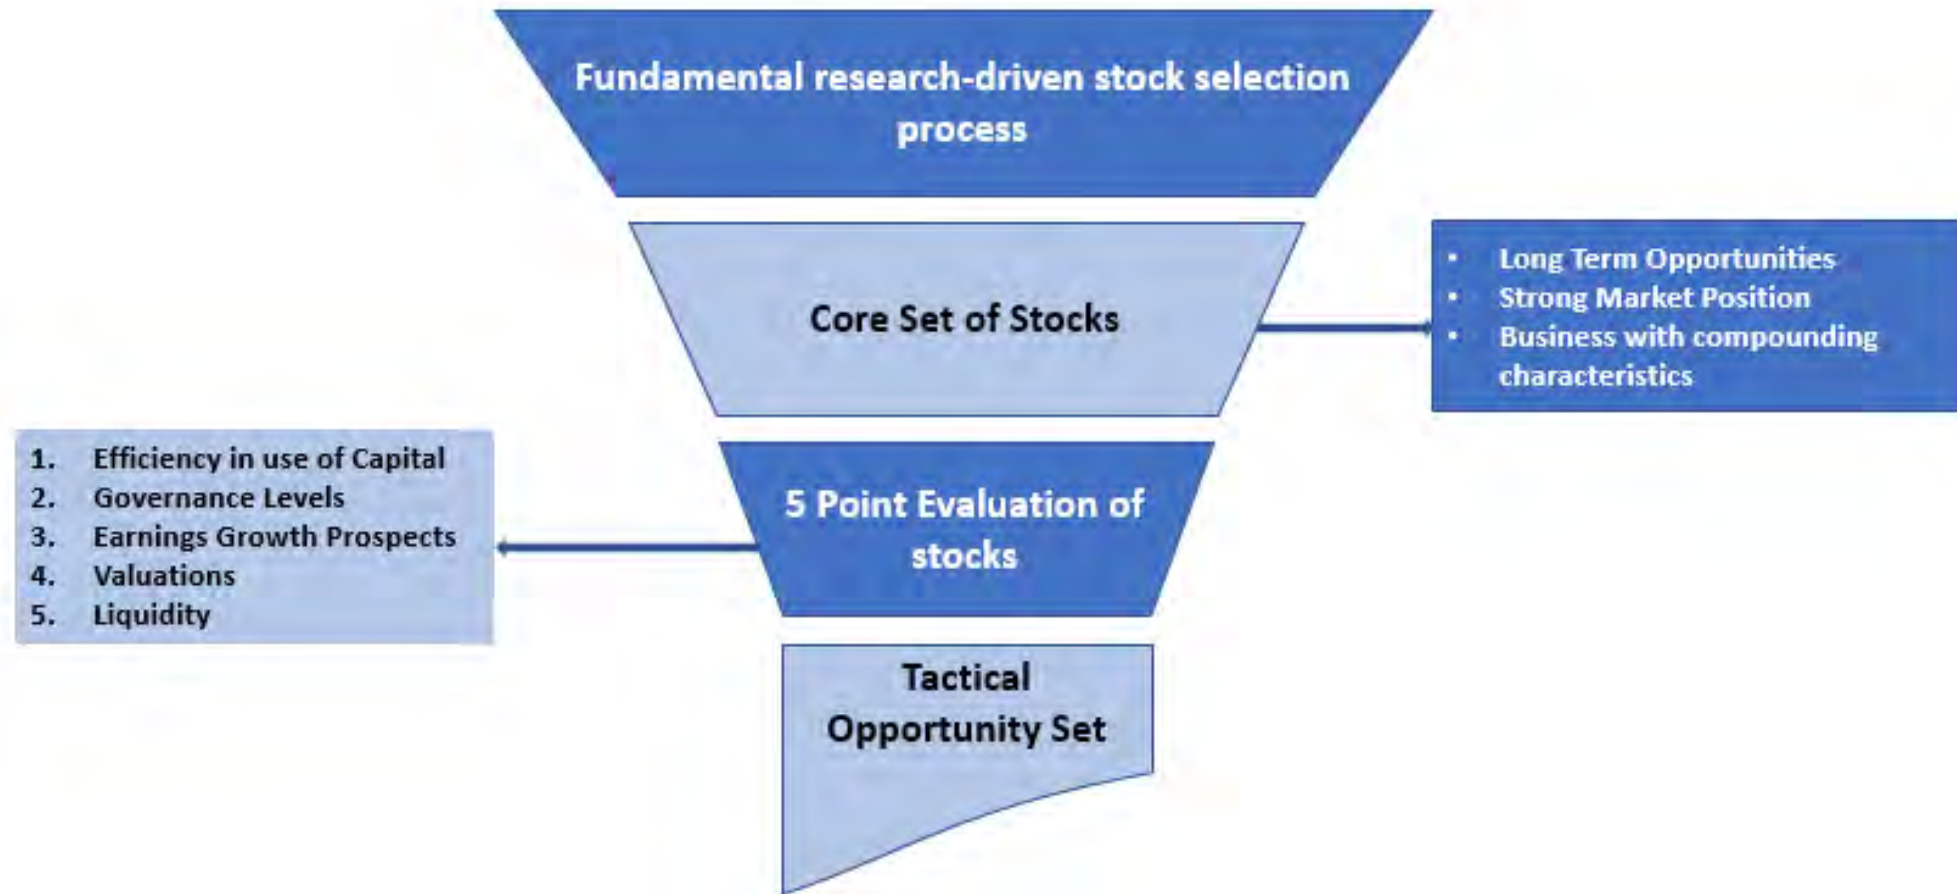 Fundamental research-driven stock selection
process
Core Set of Stocks
• Long Term Opportunities
• Strong Market Position
• Business with compounding
characteristics
5 Point Evaluation of
stocks
1. Efficiency in use of Capital
2. Governance Levels
3. Earnings Growth Prospects
4. Valuations
5. Liquidity
Tactical
Opportunity Set